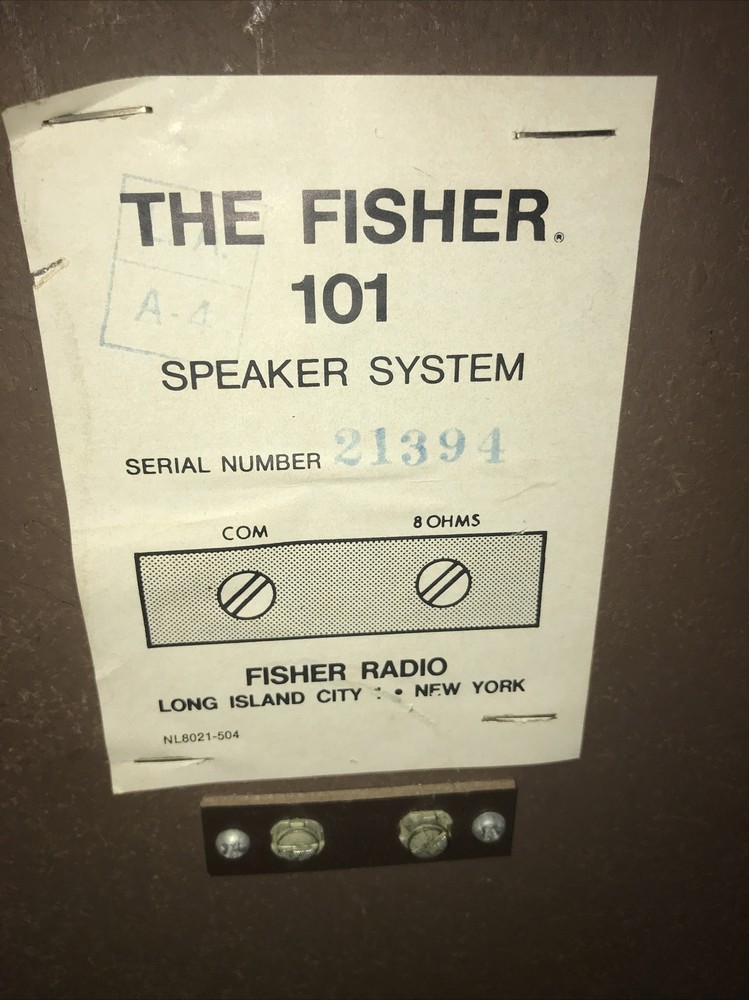 THE FISHER®
101
A-4
SPEAKER SYSTEM
SERIAL NUMBER 21394
COM 8 OHMS
FISHER RADIO
LONG ISLAND CITY : • NEW YORK
NL8021-504